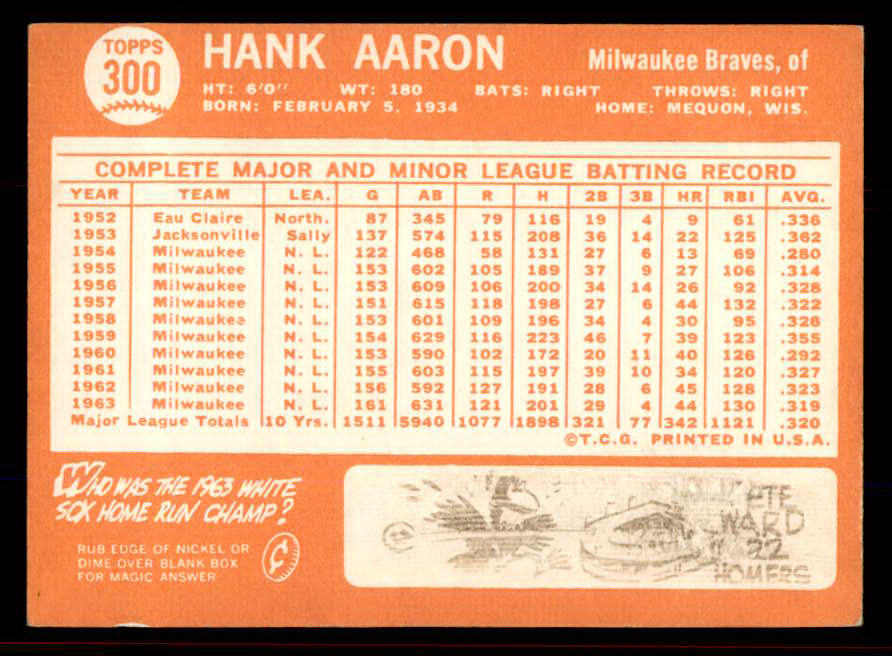 TOPPS
300
HANK AARON
Milwaukee Braves, of
HT: 6'0" WT: 180 BATS: RIGHT THROWS: RIGHT
BORN: FEBRUARY 5, 1934 HOME: MEQUON, WIS.
COMPLETE MAJOR AND MINOR LEAGUE BATTING RECORD
YEAR TEAM LEA. G AB R H 2B 3B HR RBI AVG.
1952 Eau Claire North. 87 345 79 116 19 4 9 61 .336
1953 Jacksonville Sally 137 574 115 208 36 14 22 125 .362
1954 Milwaukee N. L. 122 468 58 131 27 6 13 69 .280
1955 Milwaukee N. L. 153 602 105 189 37 9 27 106 .314
1956 Milwaukee N. L. 153 609 106 200 34 14 26 92 .328
1957 Milwaukee N. L. 151 615 118 198 27 6 44 132 .322
1958 Milwaukee N. L. 153 601 109 196 34 4 30 95 .326
1959 Milwaukee N. L. 154 629 116 223 46 7 39 123 .355
1960 Milwaukee N. L. 153 590 102 172 20 11 40 126 .292
1961 Milwaukee N. L. 155 603 115 197 39 10 34 120 .327
1962 Milwaukee N. L. 156 592 127 191 28 6 45 128 .323
1963 Milwaukee N. L. 161 631 121 201 29 4 44 130 .319
Major League Totals 10 Yrs. 1511 5940 1077 1898 321 77 342 1121 .320
©T.C.G. PRINTED IN U.S.A.
WHO WAS THE 1963 WHITE
SOX HOME RUN CHAMP?
RUB EDGE OF NICKEL OR
DIME OVER BLANK BOX
FOR MAGIC ANSWER
¢
PETE
WARD
22
HOMERS